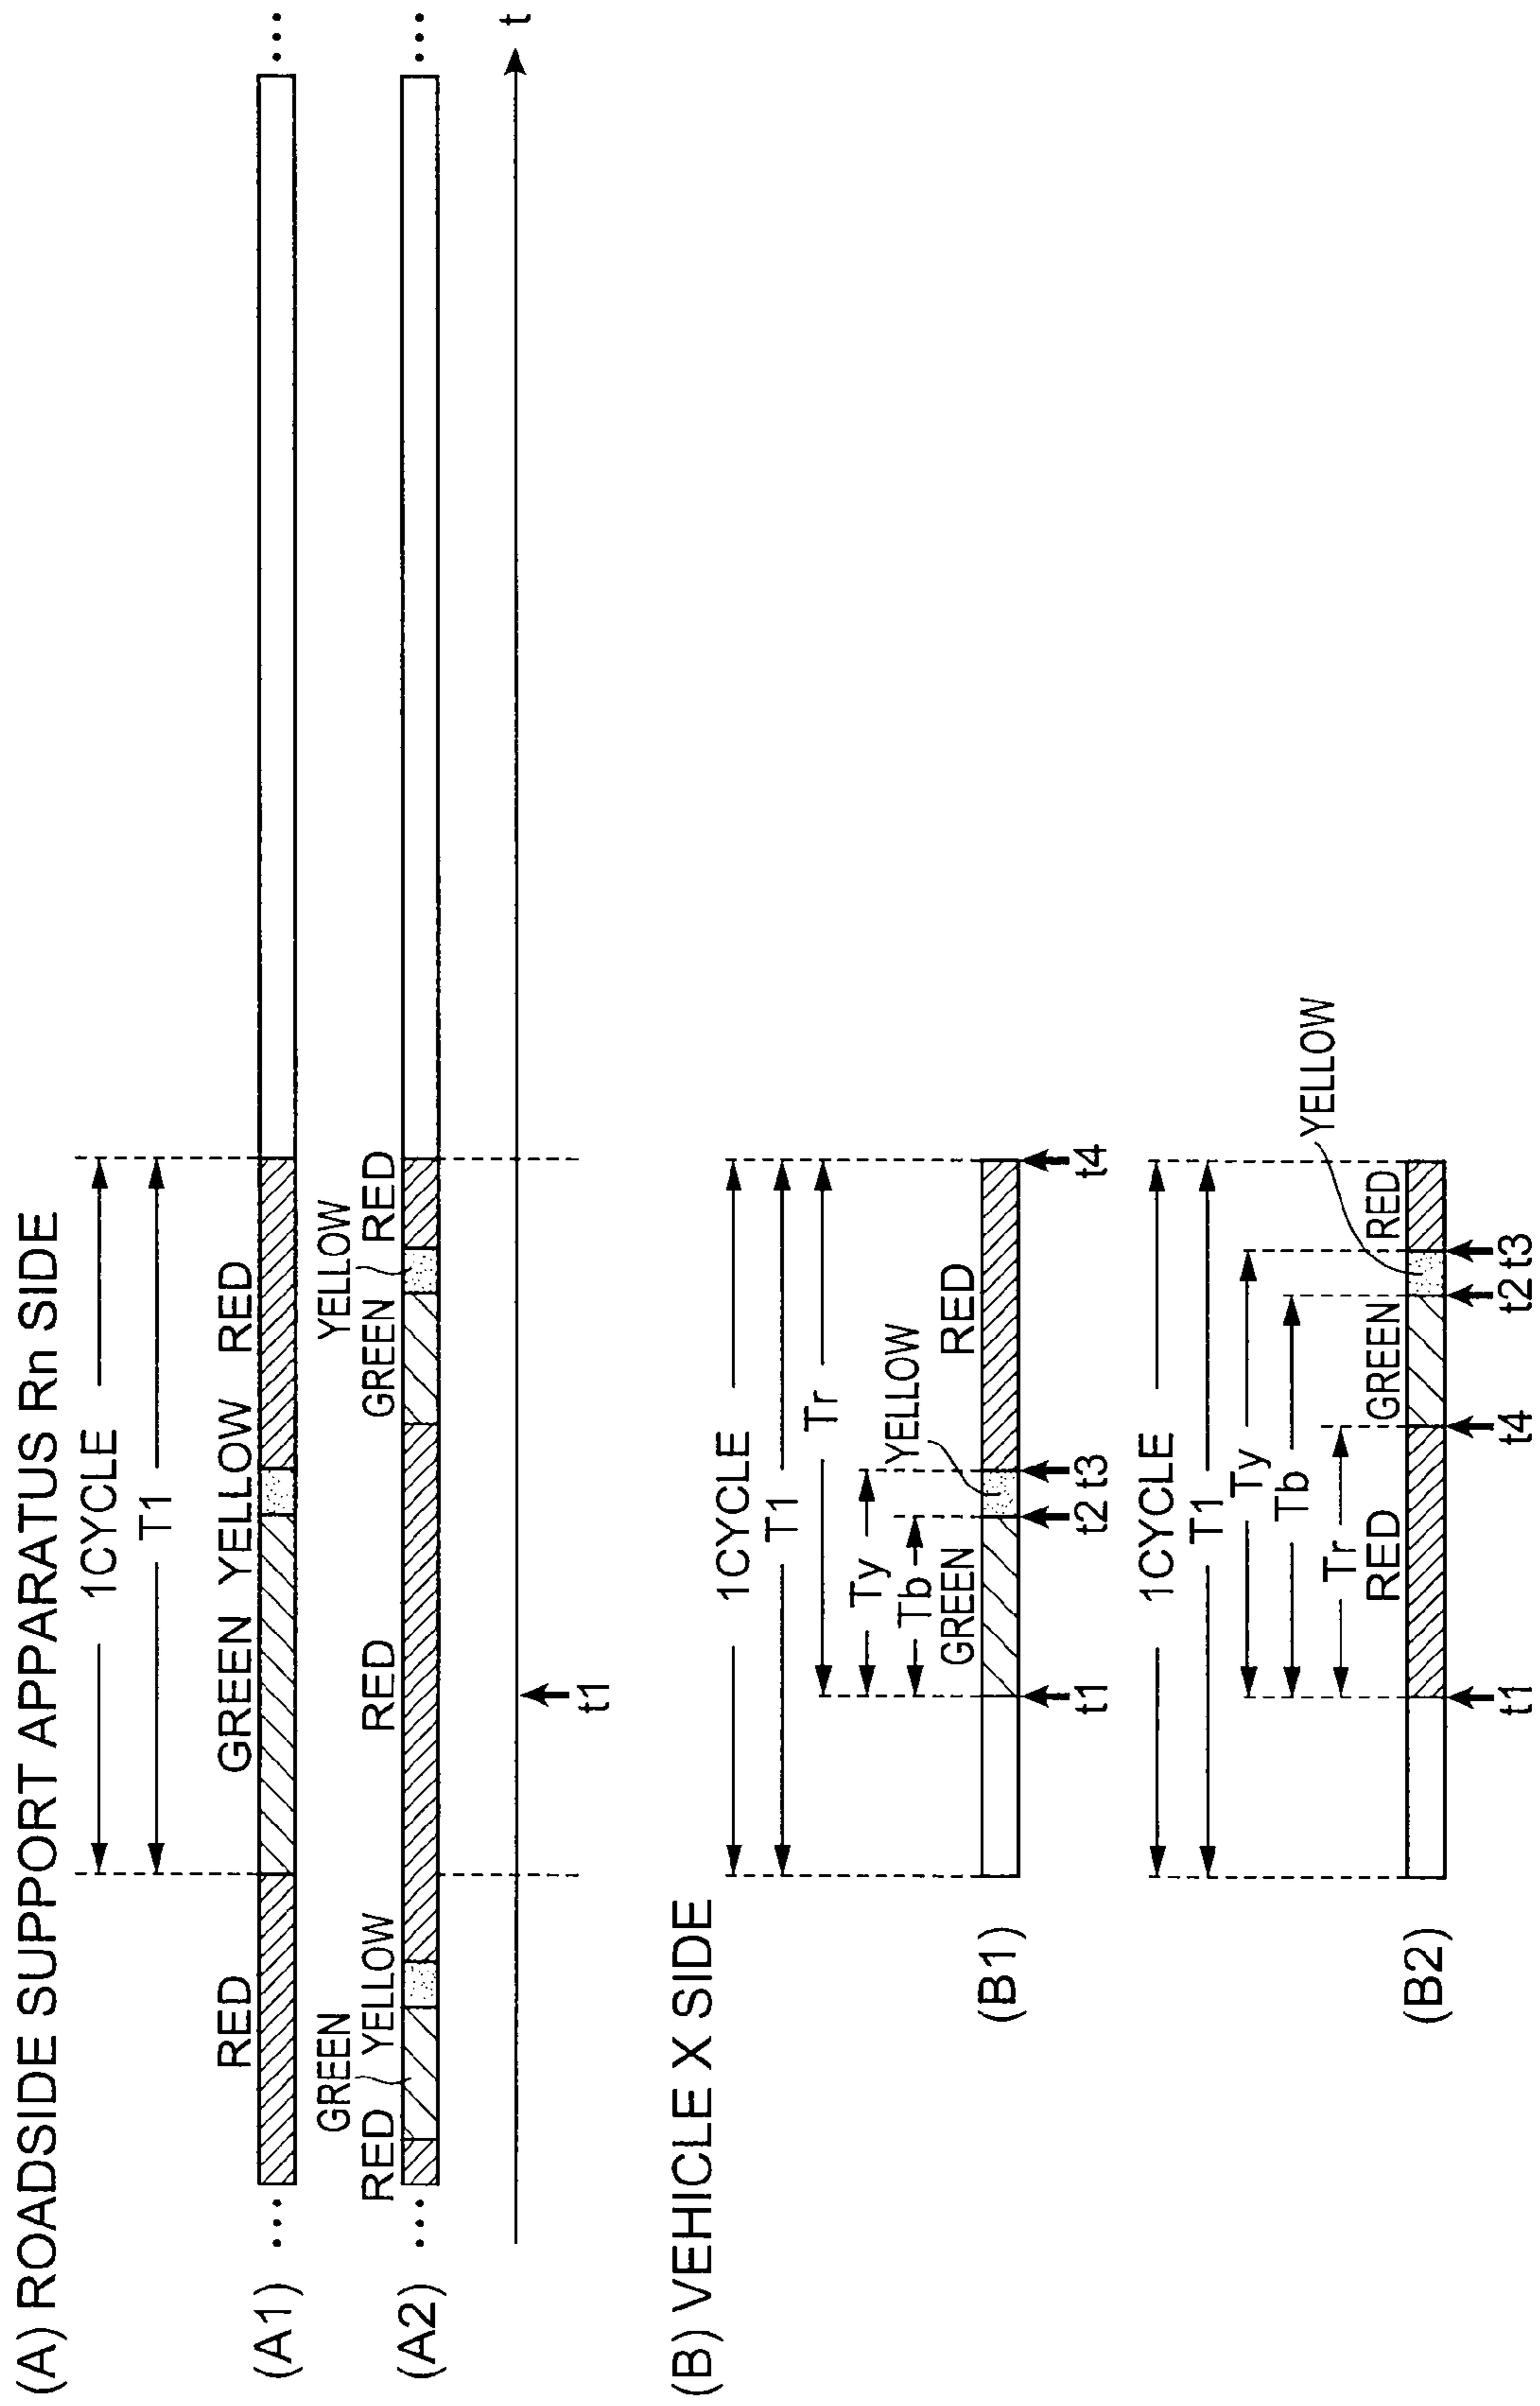 (A) ROADSIDE SUPPORT APPARATUS Rn SIDE
1CYCLE
T1
RED GREEN YELLOW RED
(A1) ... ...
GREEN YELLOW
RED YELLOW RED GREEN RED
(A2) ... ...
t
t1
(B) VEHICLE X SIDE
1CYCLE
T1
Tr
Ty
YELLOW
Tb
GREEN RED
(B1)
t1 t2 t3 t4
1CYCLE
T1
Ty
Tb
YELLOW
Tr
RED GREEN RED
(B2)
t1 t4 t2 t3